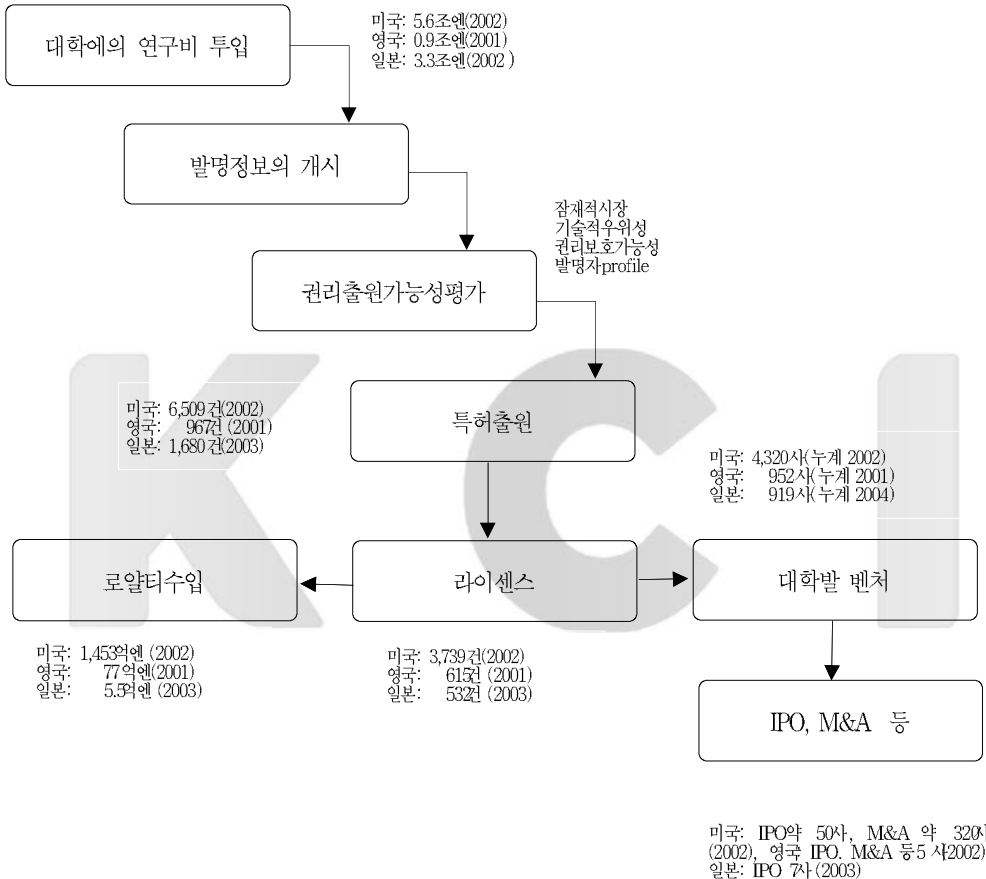 대학에의 연구비 투입
미국: 5.6조엔(2002)
영국: 0.9조엔(2001)
일본: 3.3조엔(2002 )
발명정보의 개시
잠재적시장
기술적우위성
권리보호가능성
발명자profile
권리출원가능성평가
미국: 6,509건(2002)
영국: 967건 (2001)
일본: 1,680건(2003)
특허출원
미국: 4,320사(누계 2002)
영국: 952사(누계 2001)
일본: 919사(누계 2004)
로얄티수입
라이센스
대학발 벤처
미국: 1,453억엔(2002)
영국: 77억엔(2001)
일본: 5.5억엔 (2003)
미국: 3,739건(2002)
영국: 615건 (2001)
일본: 532건 (2003)
IPO, M&A 등
미국: IPO약 50사, M&A 약 320사
(2002), 영국 IPO. M&A 등5 사2002)
일본: IPO 7사(2003)
KCI